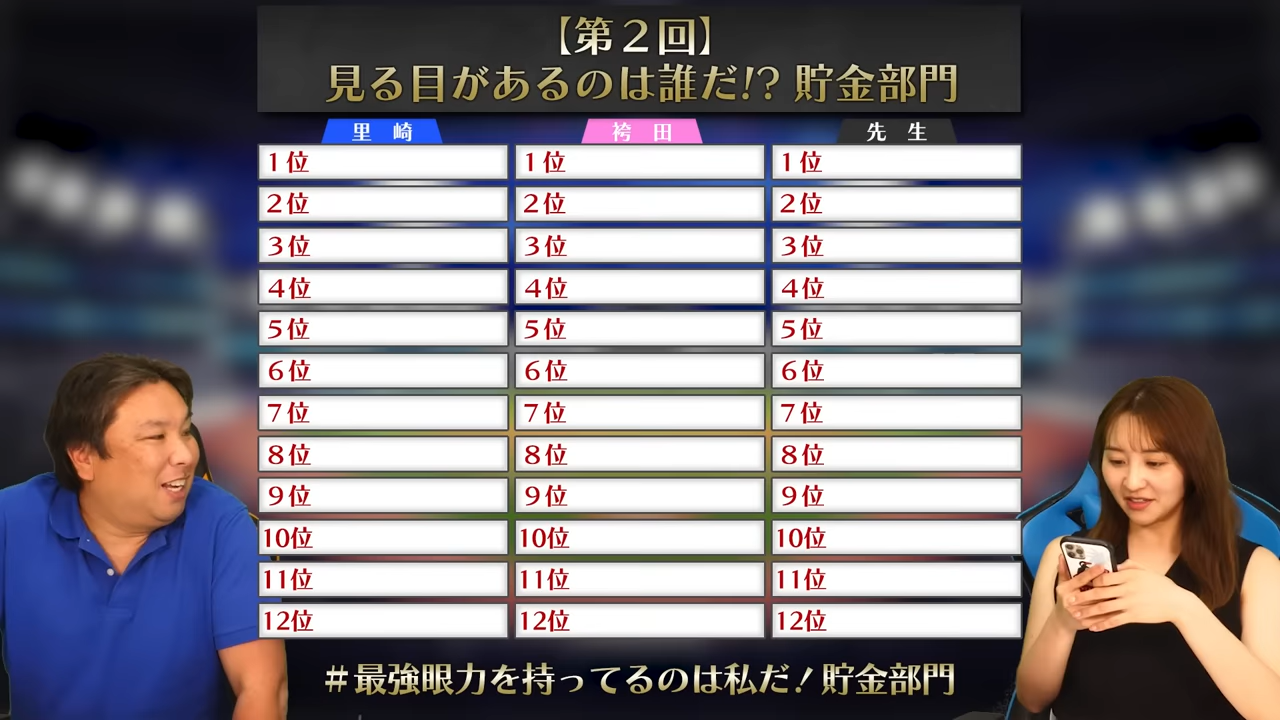 【第２回】
見る目があるのは誰だ!? 貯金部門
里崎 袴田 先生
1位 1位 1位
2位 2位 2位
3位 3位 3位
4位 4位 4位
5位 5位 5位
6位 6位 6位
7位 7位 7位
8位 8位 8位
9位 9位 9位
10位 10位 10位
11位 11位 11位
12位 12位 12位
＃最強眼力を持ってるのは私だ！貯金部門